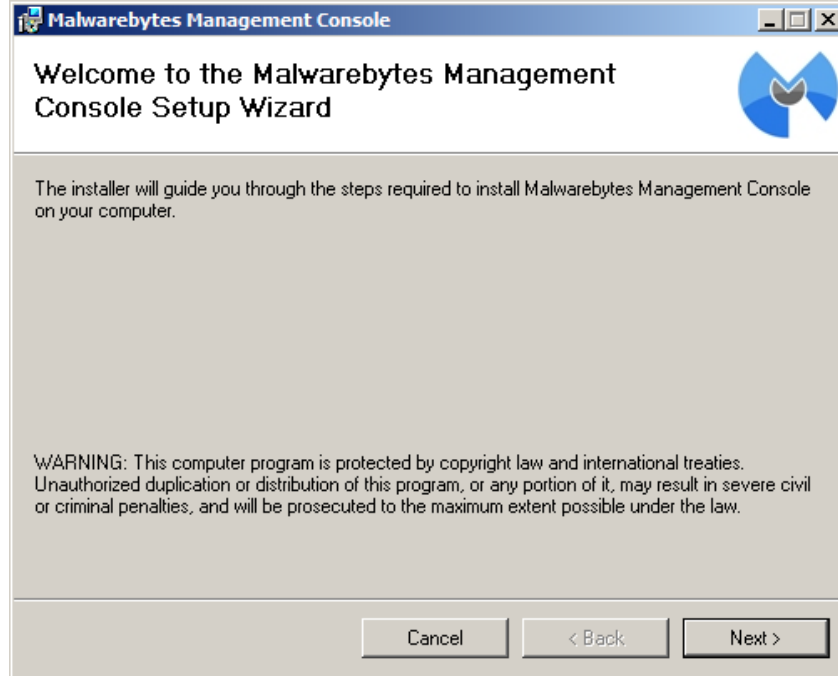 Malwarebytes Management Console
Welcome to the Malwarebytes Management
Console Setup Wizard
The installer will guide you through the steps required to install Malwarebytes Management Console
on your computer.
WARNING: This computer program is protected by copyright law and international treaties.
Unauthorized duplication or distribution of this program, or any portion of it, may result in severe civil
or criminal penalties, and will be prosecuted to the maximum extent possible under the law.
Cancel
< Back
Next >